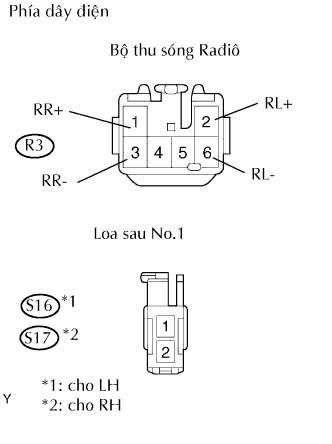 Phía dây điện
Bộ thu sóng Rađiô
RR+
RL+
1
2
R3
3 4 5 6
RR-
RL-
Loa sau No.1
1
S16 *1
S17 *2
2
*1: cho LH
Y
*2: cho RH